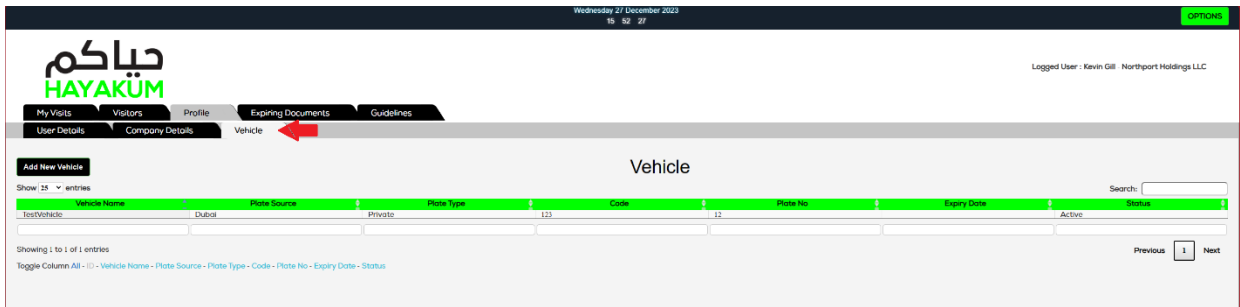 Wednesday 27 December 2023
15 52 27
OPTIONS
حياكم
HAYAKUM
Logged User : Kevin Gill - Northport Holdings LLC
My Visits Visitors Profile Expiring Documents Guidelines
User Details Company Details Vehicle
Add New Vehicle
Vehicle
Show 25 entries
Search:
Vehicle Name Plate Source Plate Type Code Plate No Expiry Date Status
TestVehicle Dubai Private 123 12 Active
Showing 1 to 1 of 1 entries
Previous 1 Next
Toggle Column All - ID - Vehicle Name - Plate Source - Plate Type - Code - Plate No - Expiry Date - Status